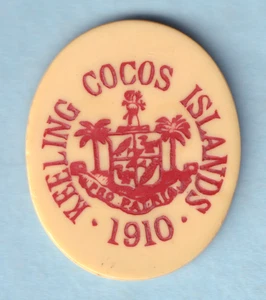 KEELING COCOS ISLANDS
PRO PATRIA
· 1910 ·